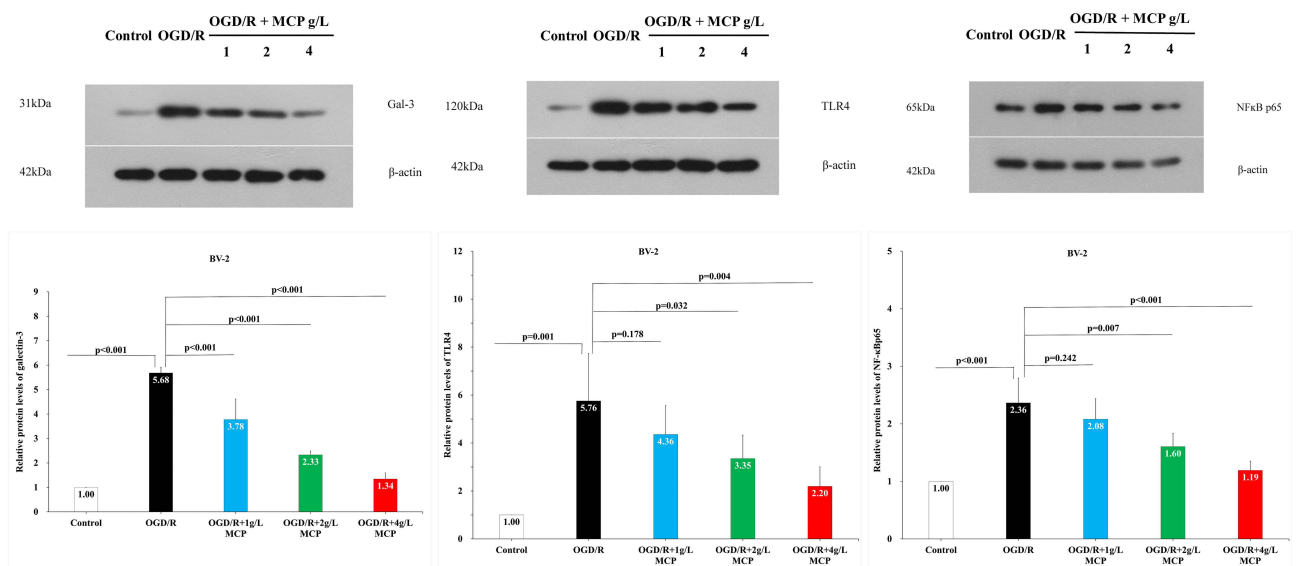 OGD/R + MCP g/L
Control OGD/R
1 2 4
31kDa
Gal-3
42kDa
β-actin
OGD/R + MCP g/L
Control OGD/R
1 2 4
120kDa
TLR4
42kDa
β-actin
OGD/R + MCP g/L
Control OGD/R
1 2 4
65kDa
NFκB p65
42kDa
β-actin
BV-2
Relative protein levels of galectin-3
9
8
7
6
5
4
3
2
1
0
p<0.001
p<0.001
p<0.001
p<0.001
1.00
5.68
3.78
2.33
1.34
Control OGD/R OGD/R+1g/L OGD/R+2g/L OGD/R+4g/L
MCP MCP MCP
BV-2
Relative protein levels of TLR4
12
10
8
6
4
2
0
p=0.004
p=0.032
p=0.178
p=0.001
1.00
5.76
4.36
3.35
2.20
Control OGD/R OGD/R+1g/L OGD/R+2g/L OGD/R+4g/L
MCP MCP MCP
BV-2
Relative protein levels of NF-κBp65
5
4
3
2
1
0
p<0.001
p=0.007
p=0.242
p<0.001
1.00
2.36
2.08
1.60
1.19
Control OGD/R OGD/R+1g/L OGD/R+2g/L OGD/R+4g/L
MCP MCP MCP